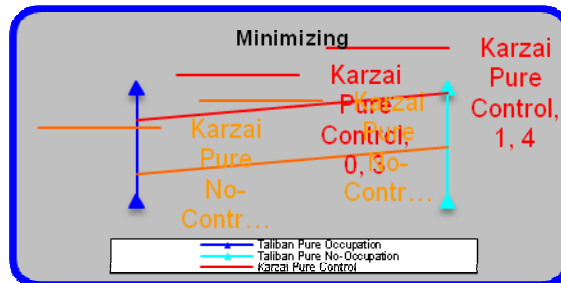 Minimizing
Karzai
Pure
Control,
1, 4
Karzai
Pure
Control,
0, 3
Karzai
Pure
No-
Contr...
Karzai
Pure
No-
Contr...
Taliban Pure Occupation
Taliban Pure No-Occupation
Karzai Pure Control